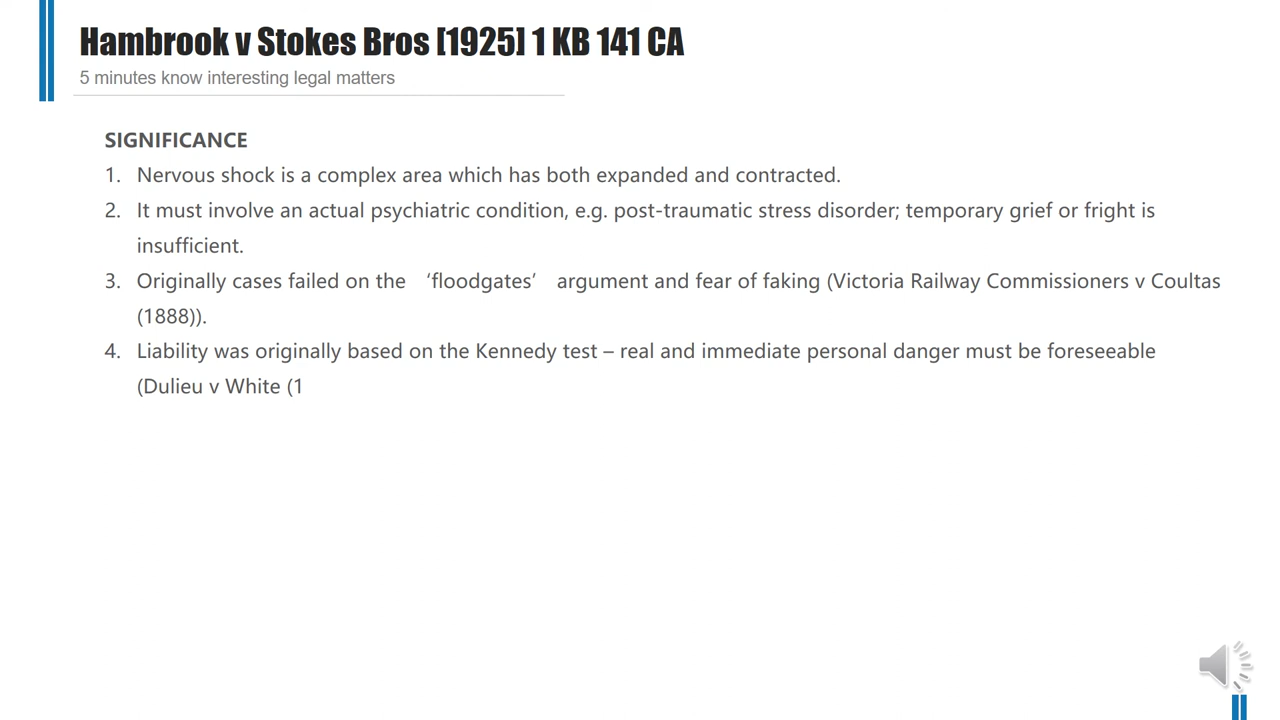 Hambrook v Stokes Bros [1925] 1 KB 141 CA
5 minutes know interesting legal matters
SIGNIFICANCE
1. Nervous shock is a complex area which has both expanded and contracted.
2. It must involve an actual psychiatric condition, e.g. post-traumatic stress disorder; temporary grief or fright is
insufficient.
3. Originally cases failed on the ‘floodgates’ argument and fear of faking (Victoria Railway Commissioners v Coultas
(1888)).
4. Liability was originally based on the Kennedy test – real and immediate personal danger must be foreseeable
(Dulieu v White (1